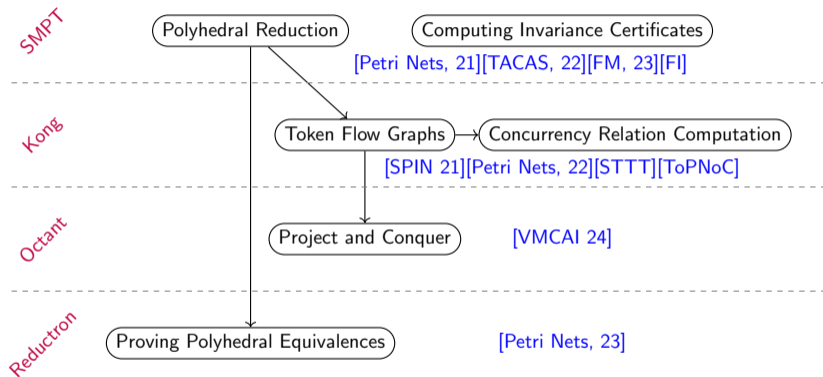 SMPT
Polyhedral Reduction
Computing Invariance Certificates
[Petri Nets, 21][TACAS, 22][FM, 23][FI]
Kong
Token Flow Graphs
Concurrency Relation Computation
[SPIN 21][Petri Nets, 22][STTT][ToPNoC]
Octant
Project and Conquer
[VMCAI 24]
Reductron
Proving Polyhedral Equivalences
[Petri Nets, 23]